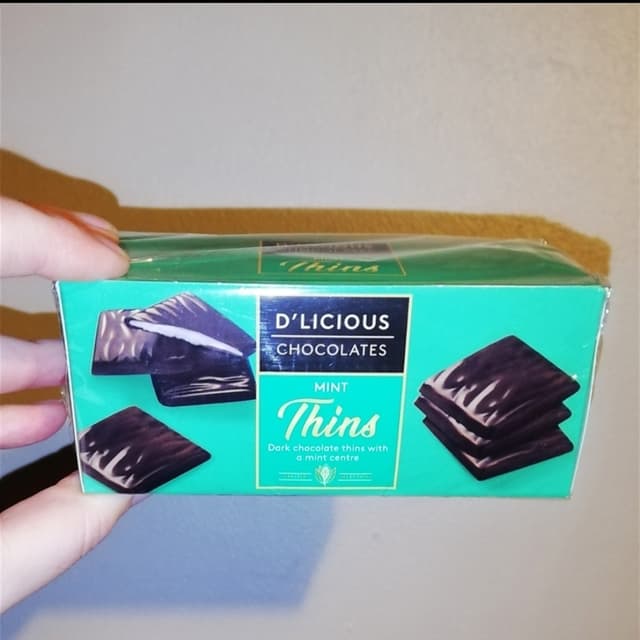 Thins
D'LICIOUS
CHOCOLATES
MINT
Thins
Dark chocolate thins with
a mint centre